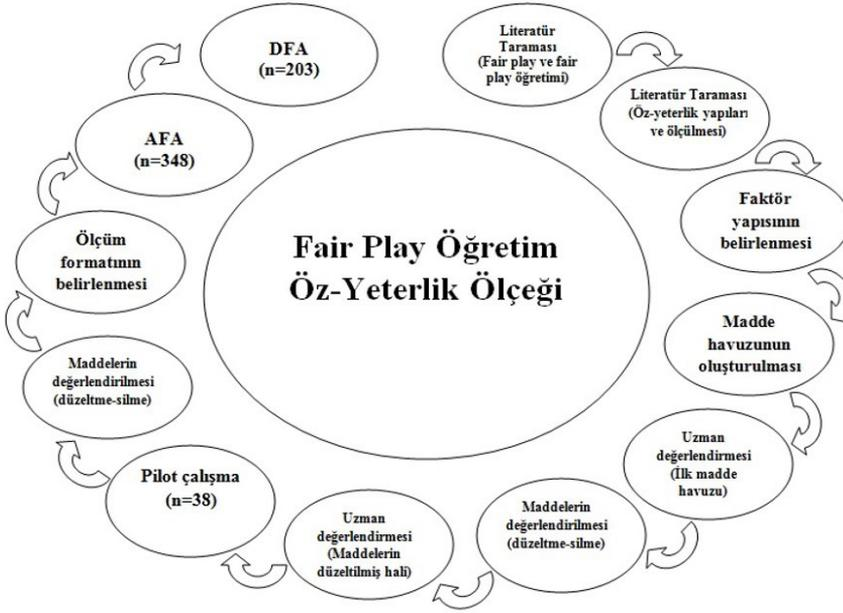 Fair Play Öğretim
Öz-Yeterlik Ölçeği
Literatür
Taraması
(Fair play ve fair
play öğretimi)
Literatür Taraması
(Öz-yeterlik yapıları
ve ölçülmesi)
Faktör
yapısının
belirlenmesi
Madde
havuzunun
oluşturulması
Uzman
değerlendirmesi
(İlk madde
havuzu)
Maddelerin
değerlendirilmesi
(düzeltme-silme)
Uzman
değerlendirmesi
(Maddelerin
düzeltilmiş hali)
Pilot çalışma
(n=38)
Maddelerin
değerlendirilmesi
(düzeltme-silme)
Ölçüm
formatının
belirlenmesi
AFA
(n=348)
DFA
(n=203)